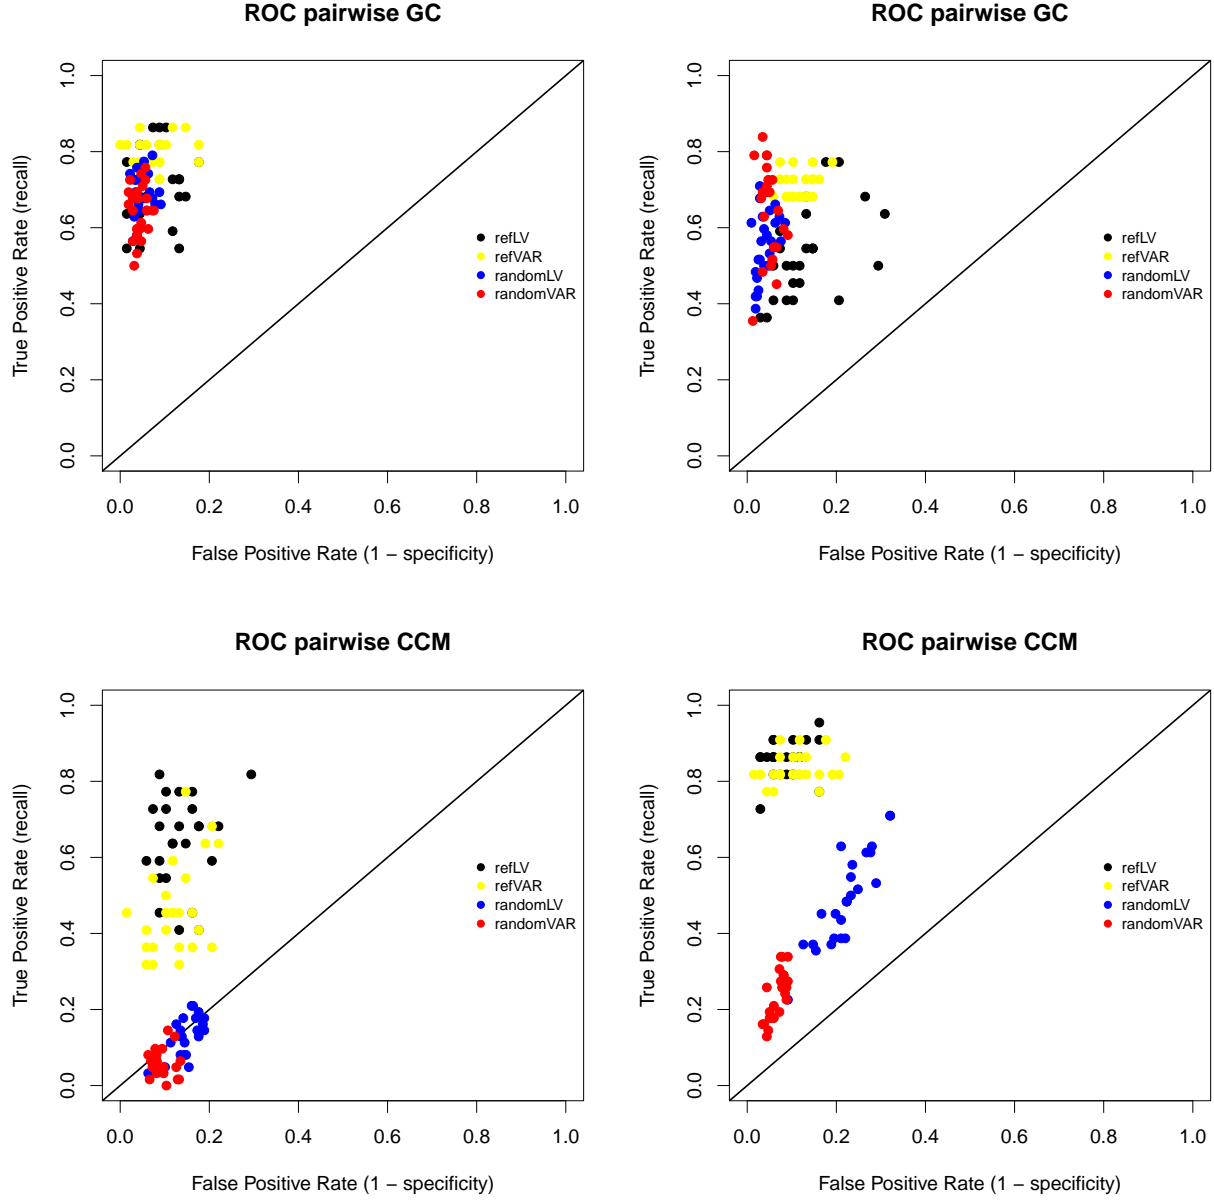 ROC pairwise GC
True Positive Rate (recall)
1.0
0.8
0.6
0.4
0.2
0.0
refLV
refVAR
randomLV
randomVAR
0.0 0.2 0.4 0.6 0.8 1.0
False Positive Rate (1 − specificity)
ROC pairwise GC
True Positive Rate (recall)
1.0
0.8
0.6
0.4
0.2
0.0
refLV
refVAR
randomLV
randomVAR
0.0 0.2 0.4 0.6 0.8 1.0
False Positive Rate (1 − specificity)
ROC pairwise CCM
True Positive Rate (recall)
1.0
0.8
0.6
0.4
0.2
0.0
refLV
refVAR
randomLV
randomVAR
0.0 0.2 0.4 0.6 0.8 1.0
False Positive Rate (1 − specificity)
ROC pairwise CCM
True Positive Rate (recall)
1.0
0.8
0.6
0.4
0.2
0.0
refLV
refVAR
randomLV
randomVAR
0.0 0.2 0.4 0.6 0.8 1.0
False Positive Rate (1 − specificity)